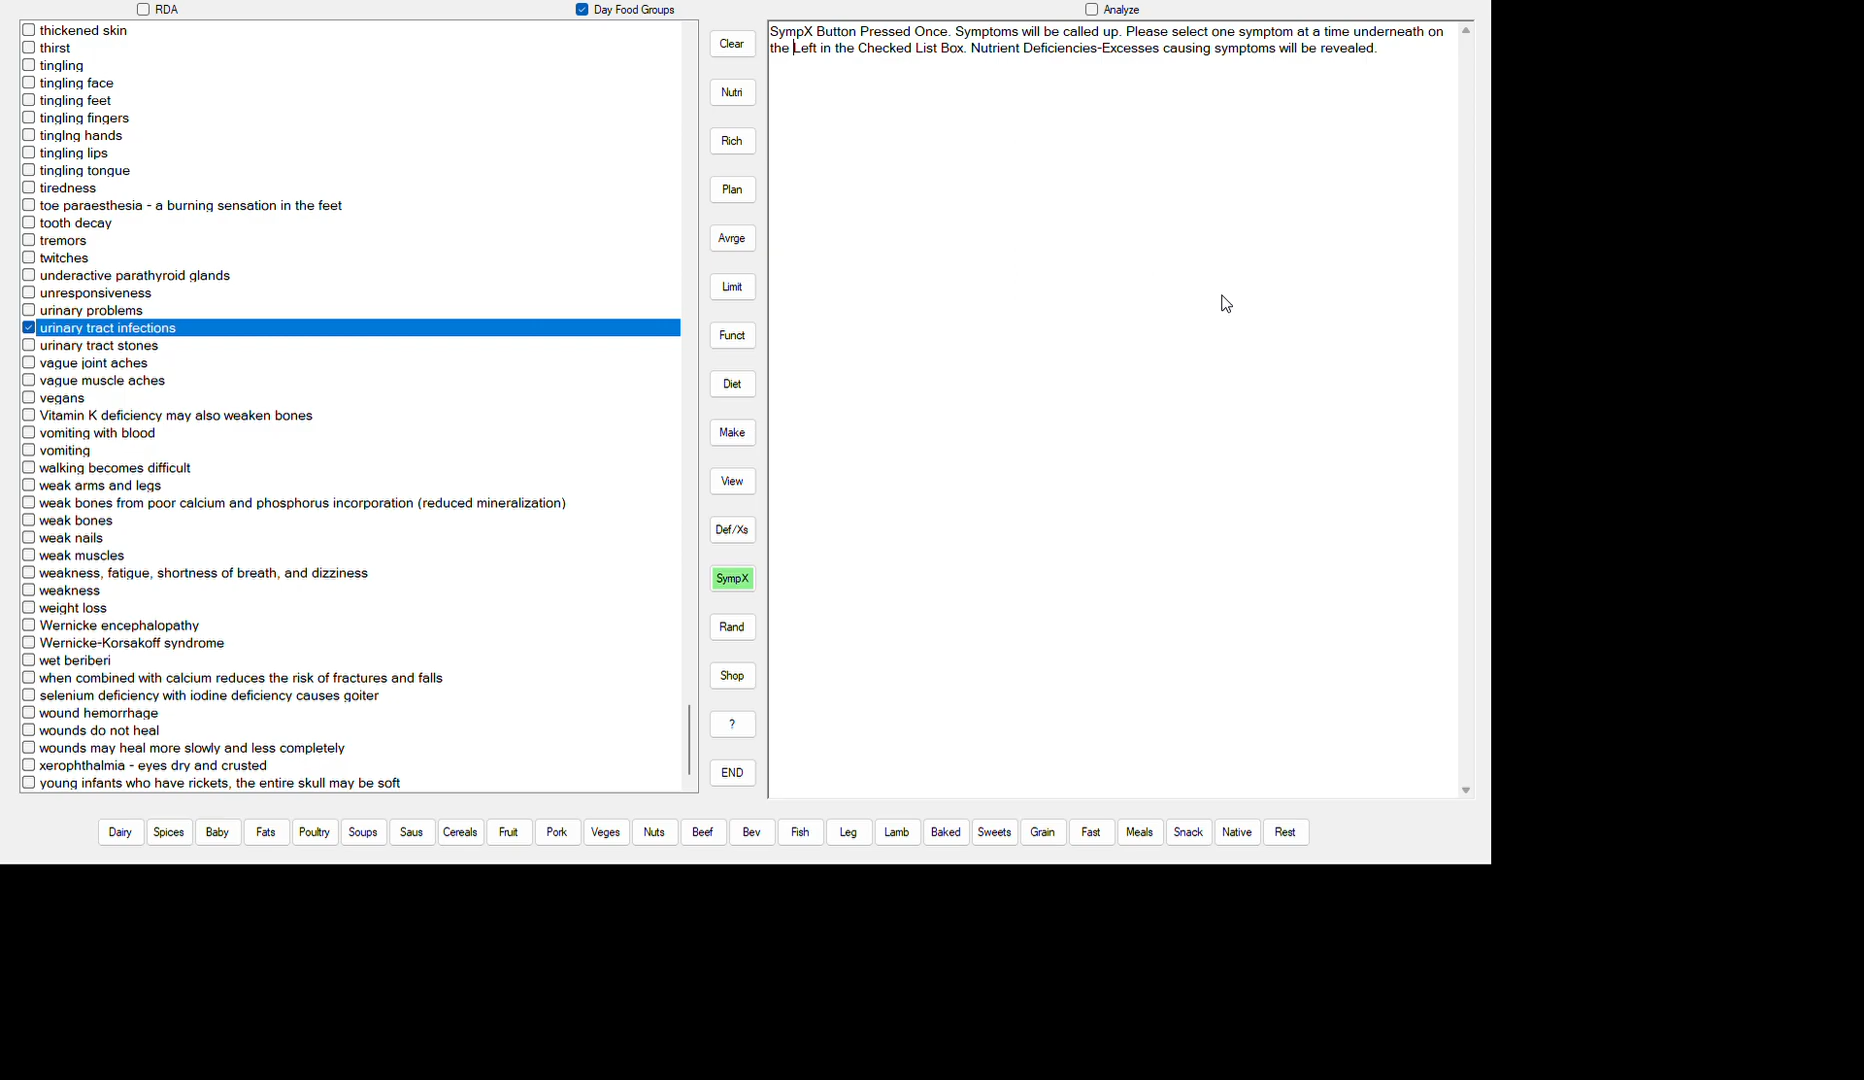 RDA
Day Food Groups
Analyze
thickened skin
thirst
tingling
tingling face
tingling feet
tingling fingers
tinglng hands
tingling lips
tingling tongue
tiredness
toe paraesthesia - a burning sensation in the feet
tooth decay
tremors
twitches
underactive parathyroid glands
unresponsiveness
urinary problems
urinary tract infections
urinary tract stones
vague joint aches
vague muscle aches
vegans
Vitamin K deficiency may also weaken bones
vomiting with blood
vomiting
walking becomes difficult
weak arms and legs
weak bones from poor calcium and phosphorus incorporation (reduced mineralization)
weak bones
weak nails
weak muscles
weakness, fatigue, shortness of breath, and dizziness
weakness
weight loss
Wernicke encephalopathy
Wernicke-Korsakoff syndrome
wet beriberi
when combined with calcium reduces the risk of fractures and falls
selenium deficiency with iodine deficiency causes goiter
wound hemorrhage
wounds do not heal
wounds may heal more slowly and less completely
xerophthalmia - eyes dry and crusted
young infants who have rickets, the entire skull may be soft
Clear
Nutri
Rich
Plan
Avrge
Limit
Funct
Diet
Make
View
Def/Xs
SympX
Rand
Shop
?
END
SympX Button Pressed Once. Symptoms will be called up. Please select one symptom at a time underneath on
the Left in the Checked List Box. Nutrient Deficiencies-Excesses causing symptoms will be revealed.
Dairy Spices Baby Fats Poultry Soups Saus Cereals Fruit Pork Veges Nuts Beef Bev Fish Leg Lamb Baked Sweets Grain Fast Meals Snack Native Rest